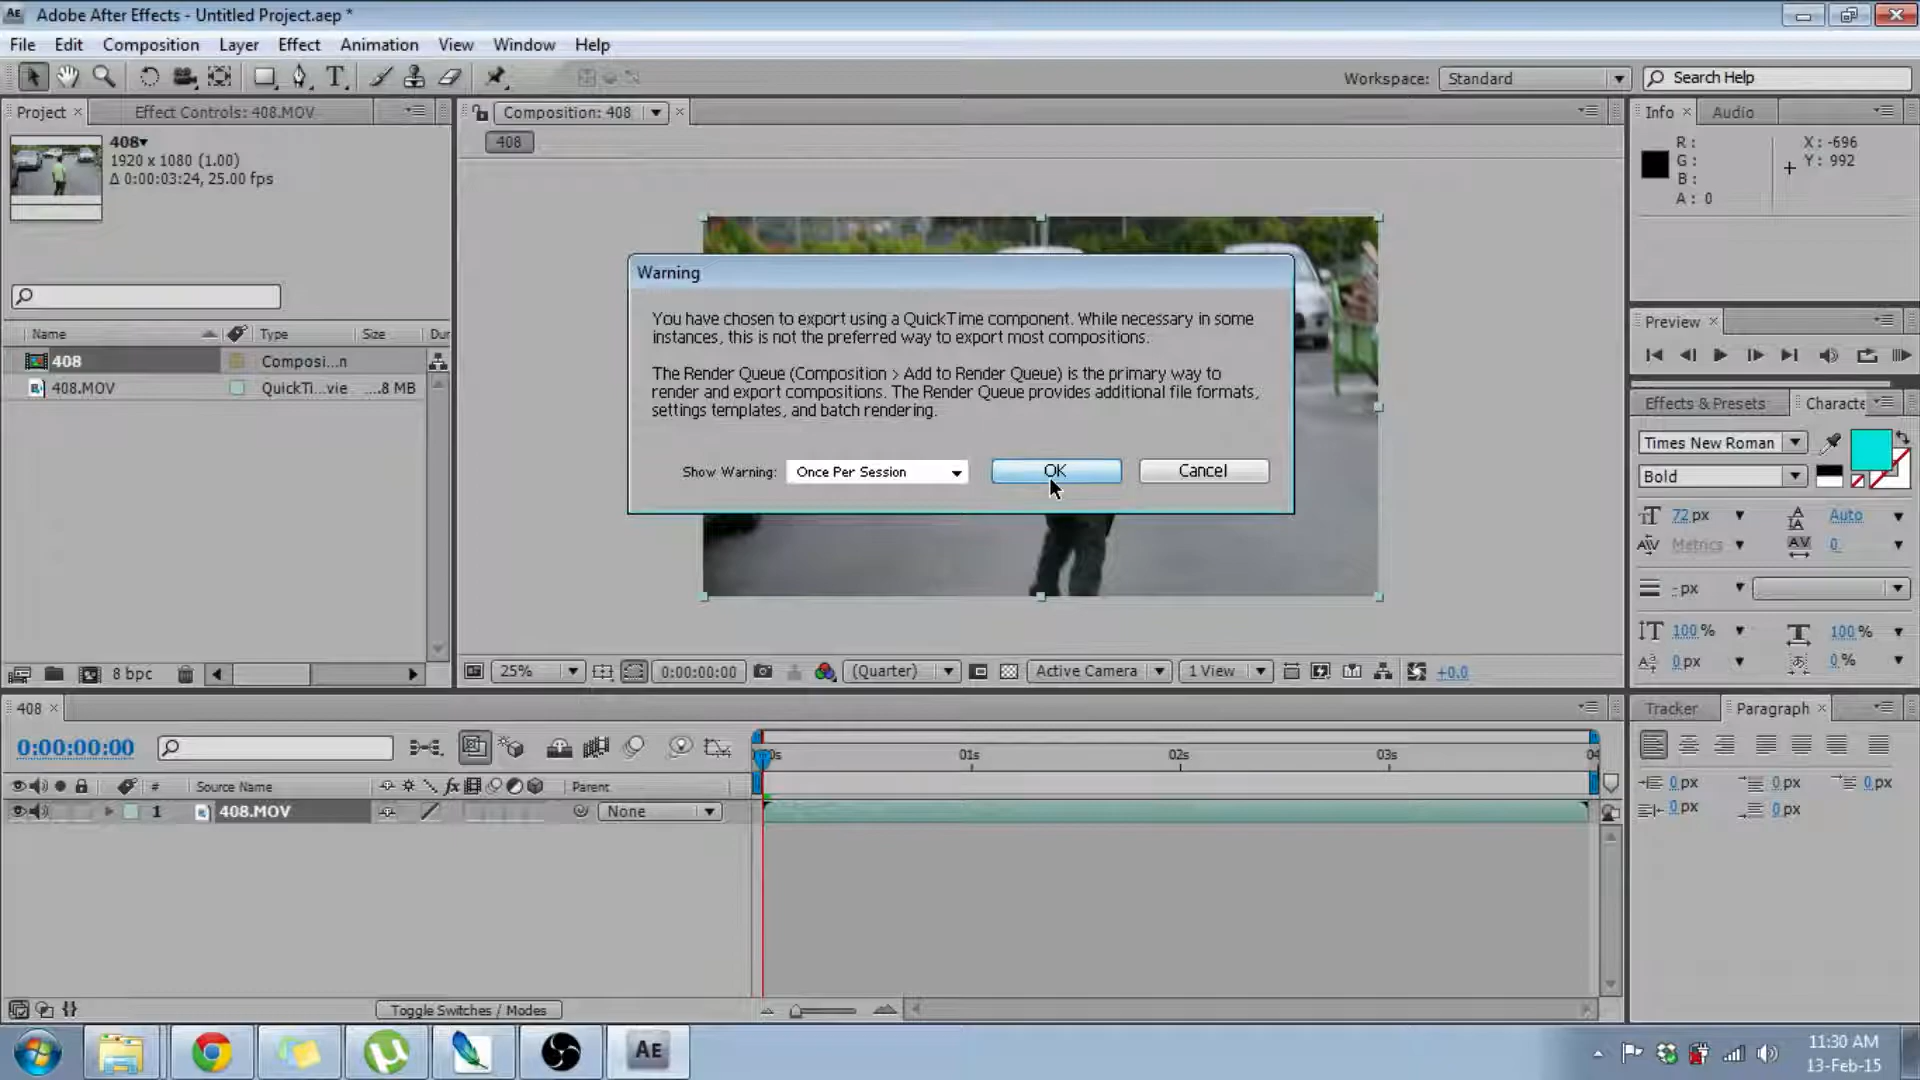 Adobe After Effects - Untitled Project.aep *
File Edit Composition Layer Effect Animation View Window Help
Workspace: Standard Search Help
Project Effect Controls: 408.MOV
Composition: 408
Info Audio
408
408▾
1920 x 1080 (1.00)
Δ 0:00:03:24, 25.00 fps
R :
G :
B :
A : 0
X : -696
Y : 992
Warning
You have chosen to export using a QuickTime component. While necessary in some
instances, this is not the preferred way to export most compositions.
The Render Queue (Composition > Add to Render Queue) is the primary way to
render and export compositions. The Render Queue provides additional file formats,
settings templates, and batch rendering.
Show Warning: Once Per Session OK Cancel
Name Type Size Dur
408 Composi...n
408.MOV QuickTi...vie ....8 MB
Preview
Effects & Presets Characte
Times New Roman
Bold
72 px Auto
Metrics 0
- px
100 % 100 %
0 px 0 %
8 bpc
25% 0:00:00:00 (Quarter) Active Camera 1 View +0.0
408
Tracker Paragraph
0:00:00:00
0s 01s 02s 03s 04
# Source Name fx Parent
1 408.MOV None
0 px 0 px 0 px
0 px 0 px
Toggle Switches / Modes
AE
11:30 AM
13-Feb-15